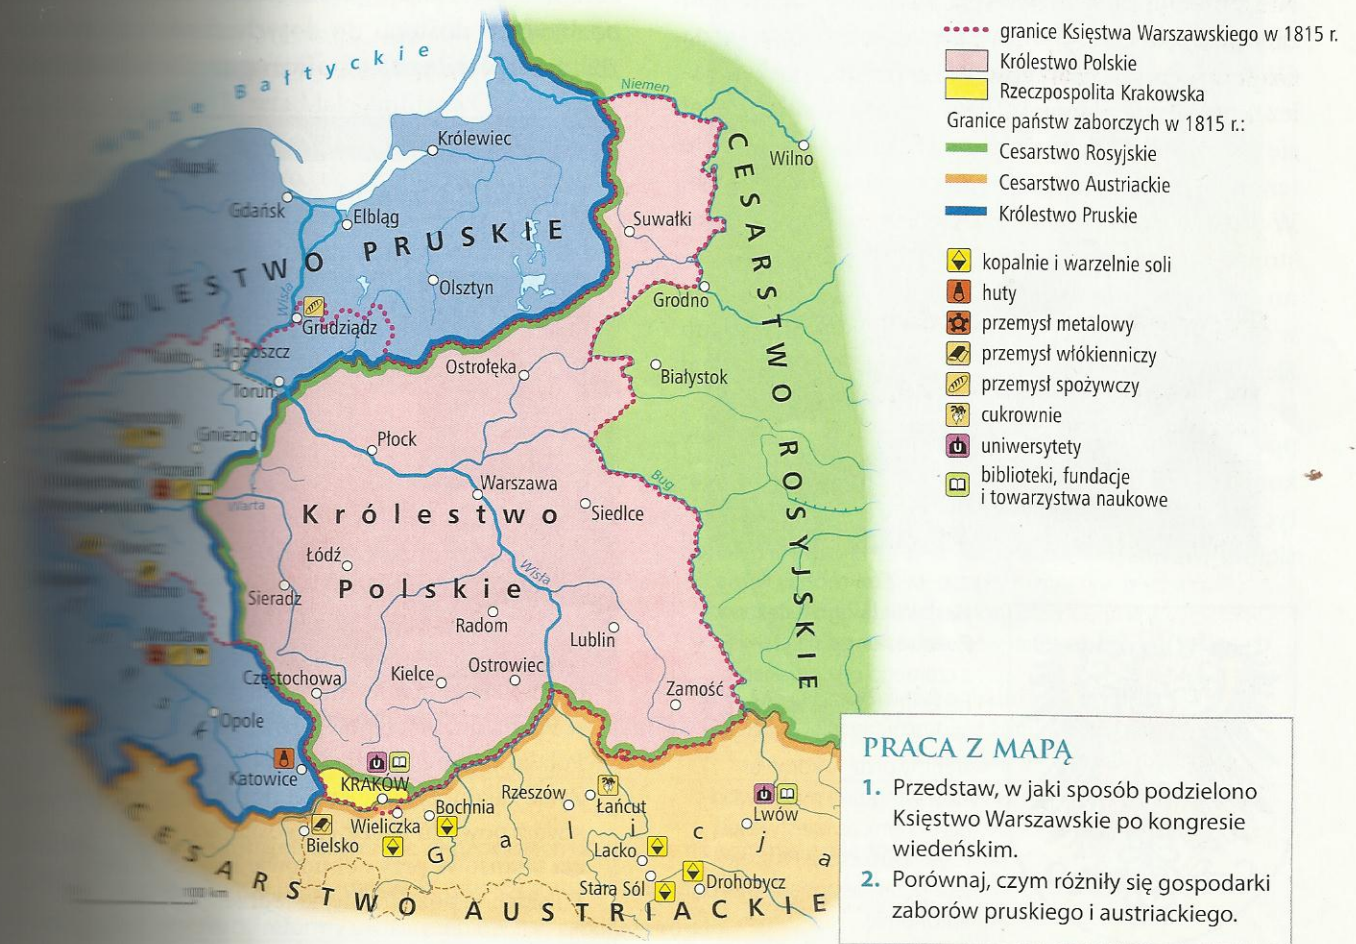 granice Księstwa Warszawskiego w 1815 r.
Królestwo Polskie
Rzeczpospolita Krakowska
Granice państw zaborczych w 1815 r.:
Cesarstwo Rosyjskie
Cesarstwo Austriackie
Królestwo Pruskie
kopalnie i warzelnie soli
huty
przemysł metalowy
przemysł włókienniczy
przemysł spożywczy
cukrownie
uniwersytety
biblioteki, fundacje
i towarzystwa naukowe
Bałtyckie
Niemen
Wilno
Królewiec
Słupsk
Gdańsk
Elbląg
KRÓLESTWO PRUSKIE
Suwałki
Olsztyn
Wisła
Grodno
Grudziądz
Bydgoszcz
Toruń
Ostrołęka
Białystok
CESARSTWO ROSYJSKIE
Gniezno
Płock
Poznań
Warszawa
Siedlce
Bug
Warta
Królestwo
Polskie
Łódź
Wisła
Sieradz
Radom
Lublin
Wrocław
Częstochowa
Kielce
Ostrowiec
Zamość
Opole
Katowice
KRAKÓW
Rzeszów
Łańcut
Lwów
Bochnia
Wieliczka
Bielsko
Galicja
Lacko
Stara Sól
Drohobycz
CESARSTWO AUSTRIACKIE
PRACA Z MAPĄ
1. Przedstaw, w jaki sposób podzielono
Księstwo Warszawskie po kongresie
wiedeńskim.
2. Porównaj, czym różniły się gospodarki
zaborów pruskiego i austriackiego.